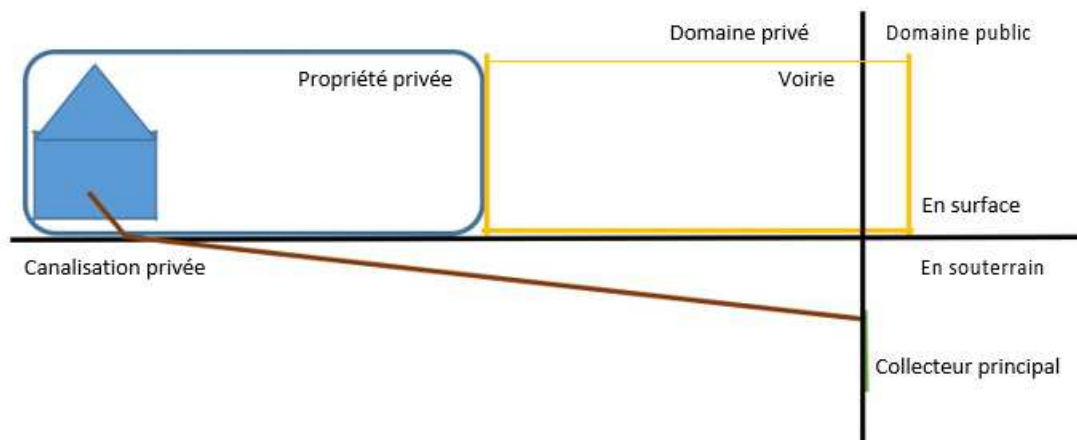 Domaine privé
Domaine public
Propriété privée
Voirie
En surface
Canalisation privée
En souterrain
Collecteur principal